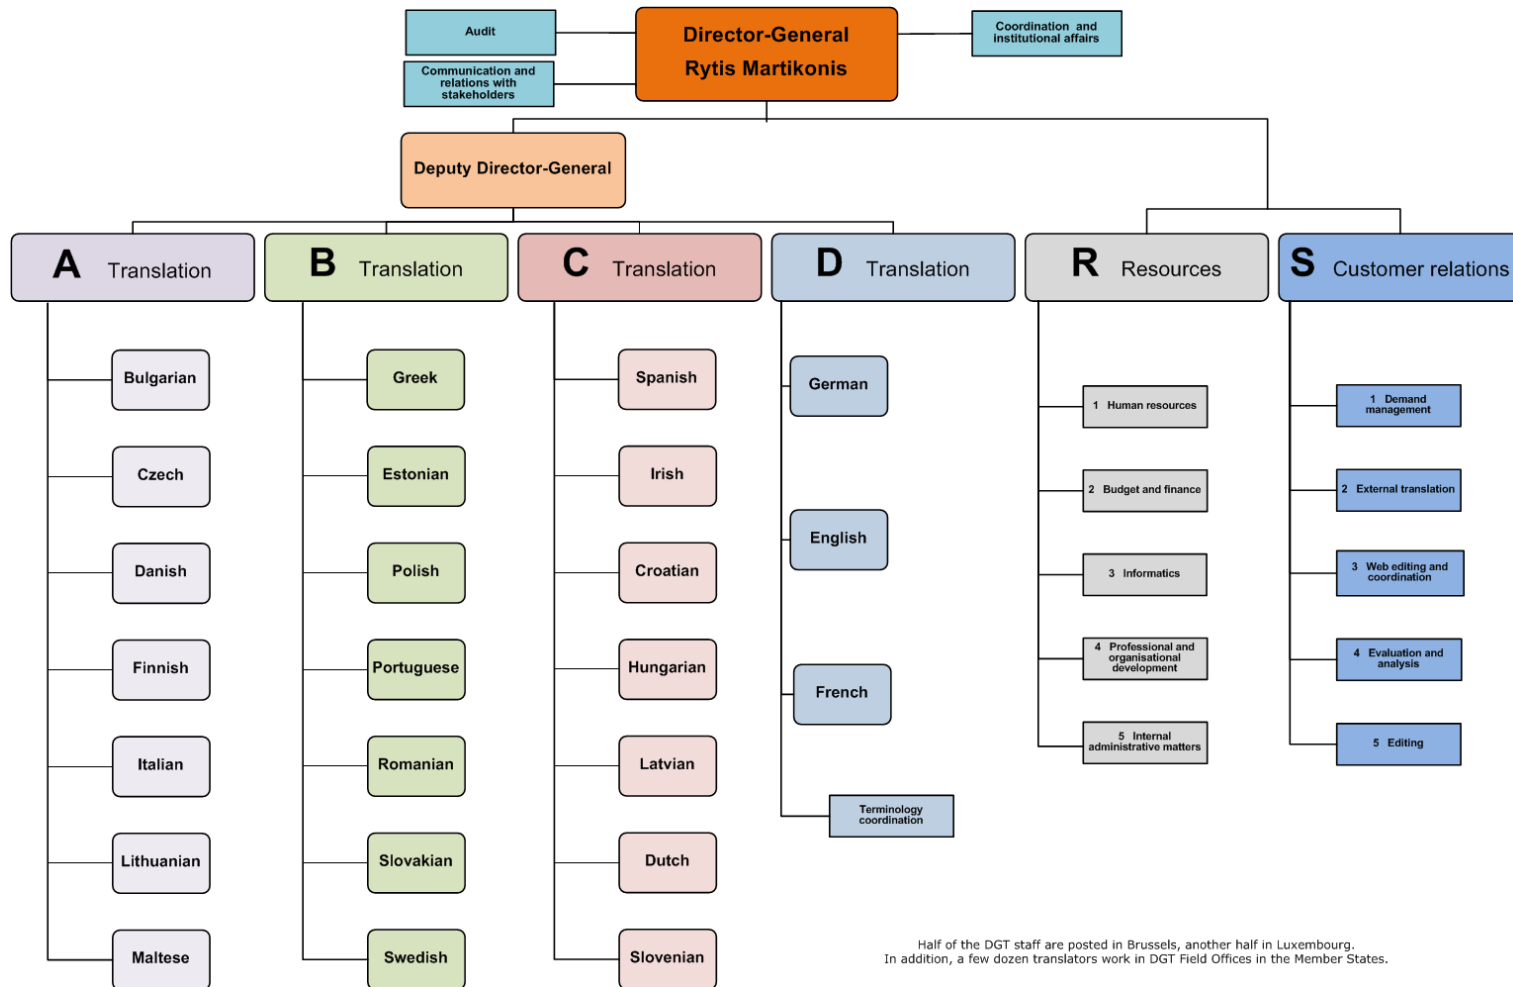 Audit
Director-General
Rytis Martikonis
Coordination and
institutional affairs
Communication and
relations with
stakeholders
Deputy Director-General
A Translation
B Translation
C Translation
D Translation
R Resources
S Customer relations
Bulgarian
Czech
Danish
Finnish
Italian
Lithuanian
Maltese
Greek
Estonian
Polish
Portuguese
Romanian
Slovakian
Swedish
Spanish
Irish
Croatian
Hungarian
Latvian
Dutch
Slovenian
German
English
French
Terminology
coordination
1 Human resources
2 Budget and finance
3 Informatics
4 Professional and
organisational
development
5 Internal
administrative matters
1 Demand
management
2 External translation
3 Web editing and
coordination
4 Evaluation and
analysis
5 Editing
Half of the DGT staff are posted in Brussels, another half in Luxembourg.
In addition, a few dozen translators work in DGT Field Offices in the Member States.